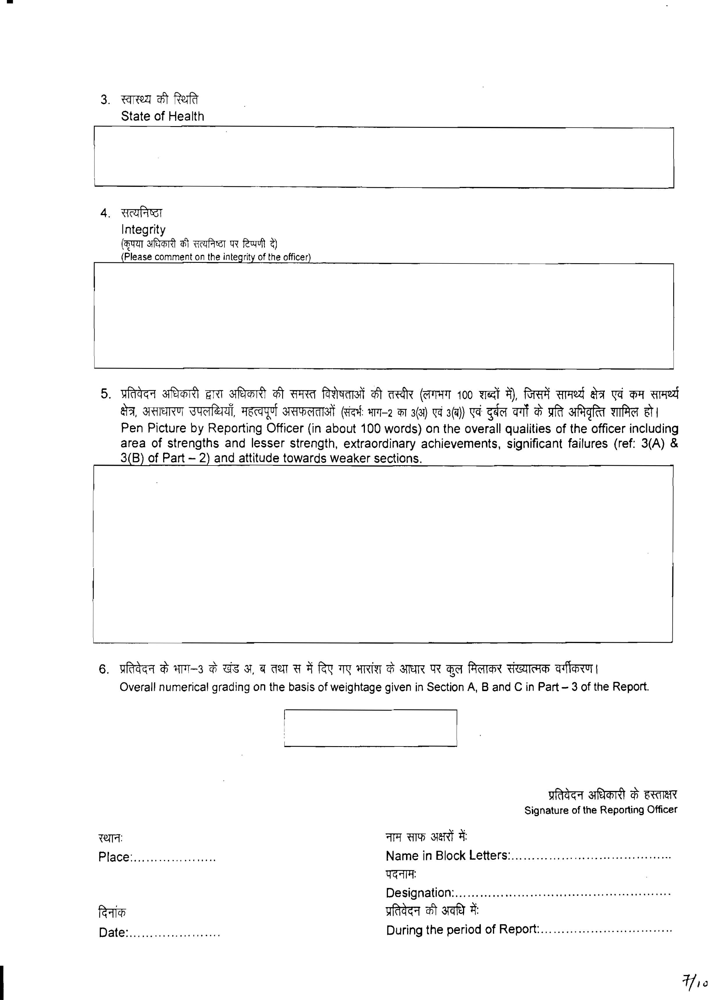 3. स्वास्थ्य की स्थिति
State of Health
4. सत्यनिष्ठा
Integrity
(कृपया अधिकारी की सत्यनिष्ठा पर टिप्पणी दें)
(Please comment on the integrity of the officer)
5. प्रतिवेदन अधिकारी द्वारा अधिकारी की समस्त विशेषताओं की तस्वीर (लगभग 100 शब्दों में), जिसमें सामर्थ्य क्षेत्र एवं कम सामर्थ्य
क्षेत्र, असाधारण उपलब्धियाँ, महत्वपूर्ण असफलताओं (संदर्भः भाग–2 का 3(अ) एवं 3(ब)) एवं दुर्बल वर्गों के प्रति अभिवृत्ति शामिल हो।
Pen Picture by Reporting Officer (in about 100 words) on the overall qualities of the officer including
area of strengths and lesser strength, extraordinary achievements, significant failures (ref: 3(A) &
3(B) of Part – 2) and attitude towards weaker sections.
6. प्रतिवेदन के भाग–3 के खंड अ, ब तथा स में दिए गए भारांश के आधार पर कुल मिलाकर संख्यात्मक वर्गीकरण।
Overall numerical grading on the basis of weightage given in Section A, B and C in Part – 3 of the Report.
प्रतिवेदन अधिकारी के हस्ताक्षर
Signature of the Reporting Officer
स्थानः
नाम साफ अक्षरों मेंः
Place:.....................
Name in Block Letters:........................................
पदनामः
Designation:......................................................
दिनांक
प्रतिवेदन की अवधि मेंः
Date:.......................
During the period of Report:.................................
7/10